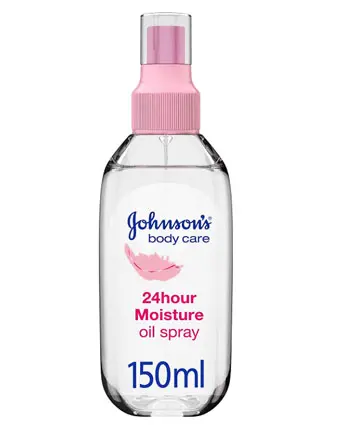 Johnson's
body care
24hour
Moisture
oil spray
150ml